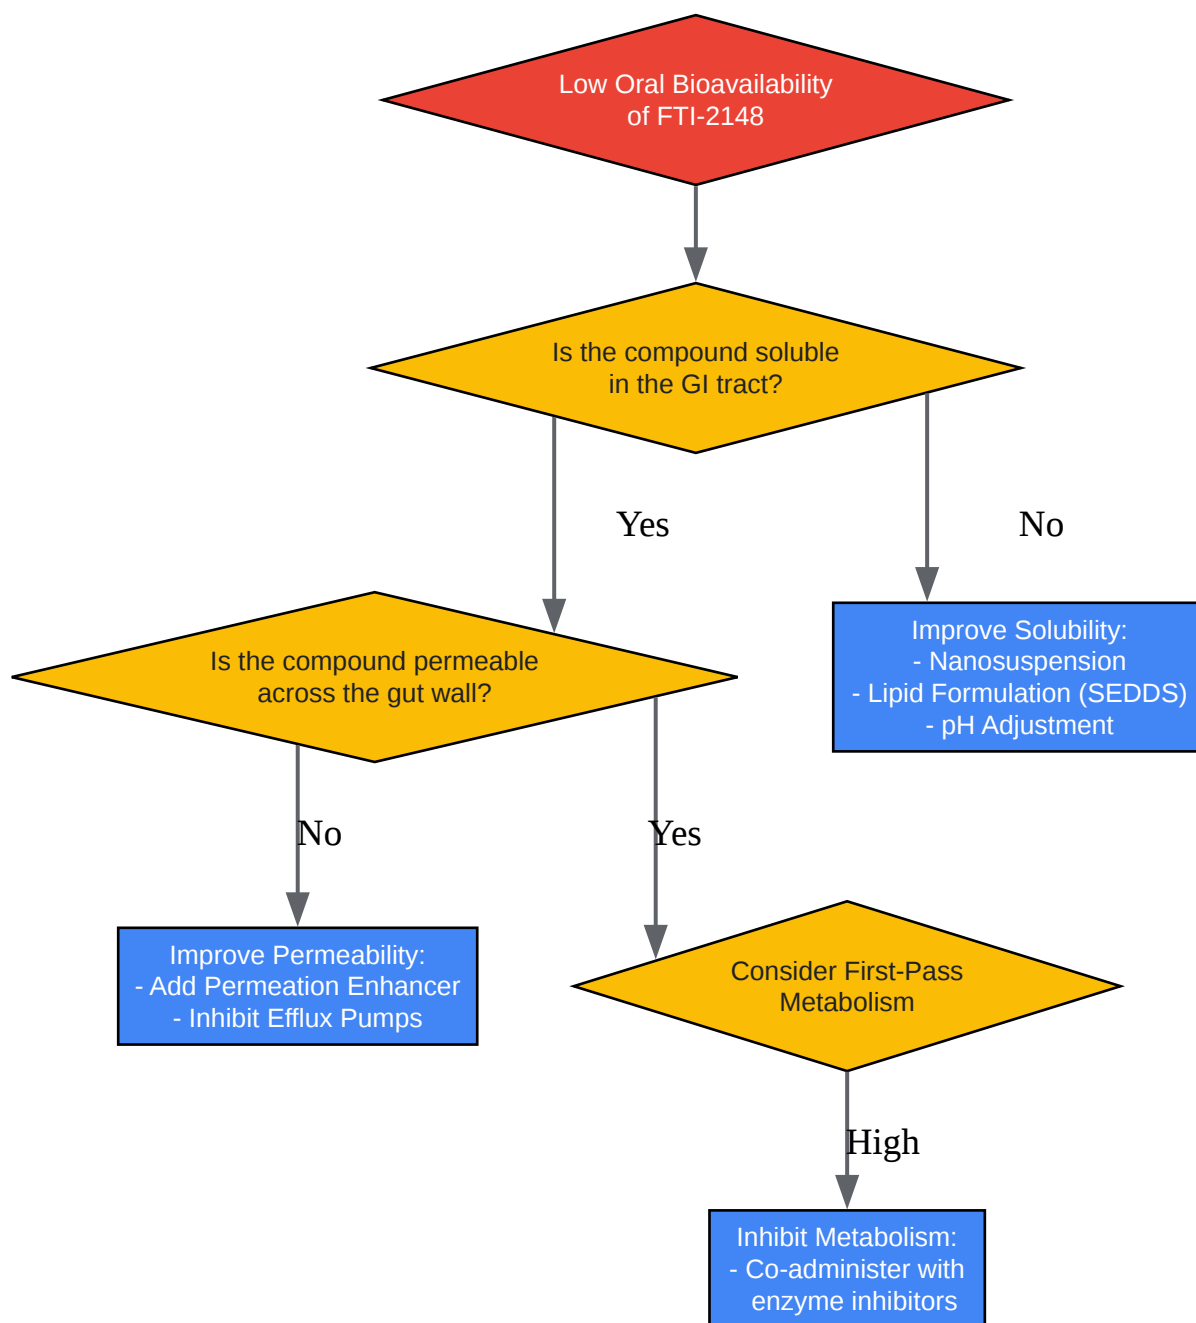 Low Oral Bioavailability
of FTI-2148
Is the compound soluble
in the GI tract?
Yes
No
Improve Solubility:
- Nanosuspension
- Lipid Formulation (SEDDS)
- pH Adjustment
Is the compound permeable
across the gut wall?
No
Yes
Improve Permeability:
- Add Permeation Enhancer
- Inhibit Efflux Pumps
Consider First-Pass
Metabolism
High
Inhibit Metabolism:
- Co-administer with
enzyme inhibitors